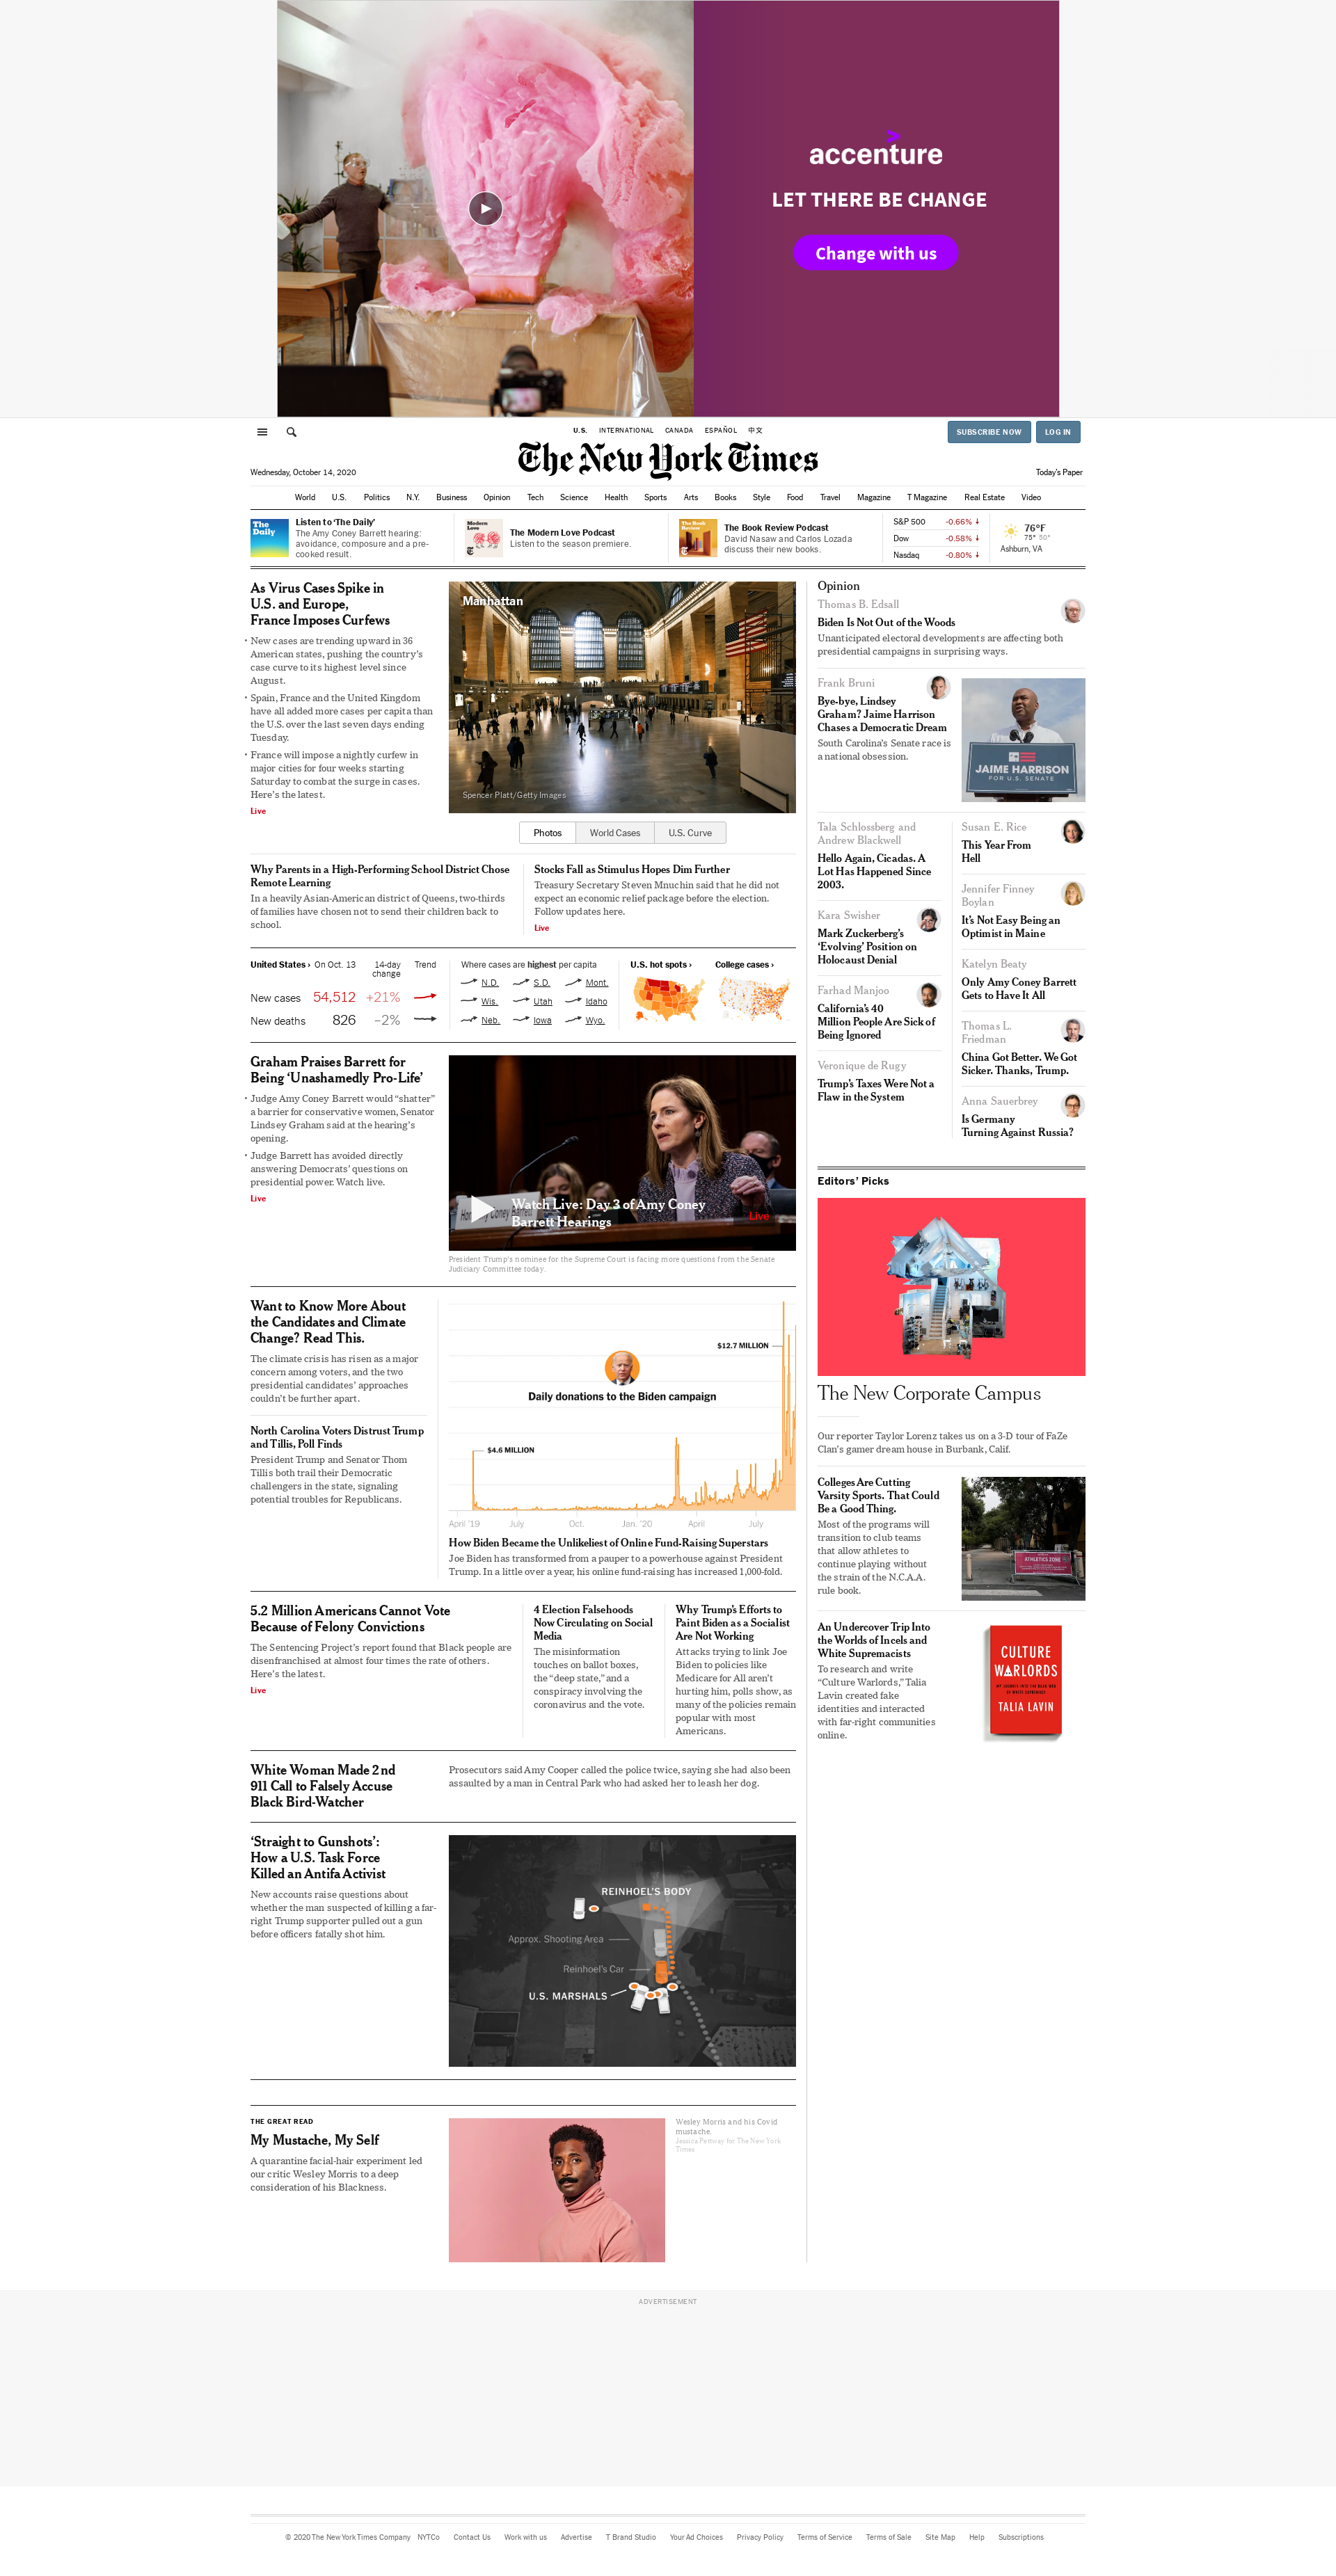 accenture
LET THERE BE CHANGE
Change with us
U.S.
INTERNATIONAL
CANADA
ESPAÑOL
中文
SUBSCRIBE NOW
LOG IN
The New York Times
Wednesday, October 14, 2020
Today's Paper
World
U.S.
Politics
N.Y.
Business
Opinion
Tech
Science
Health
Sports
Arts
Books
Style
Food
Travel
Magazine
T Magazine
Real Estate
Video
The
Daily
Listen to 'The Daily'
The Amy Coney Barrett hearing:
avoidance, composure and a pre-
cooked result.
Modern
Love
The Modern Love Podcast
Listen to the season premiere.
The Book
Review
The Book Review Podcast
David Nasaw and Carlos Lozada
discuss their new books.
S&P 500 -0.66%
Dow -0.58%
Nasdaq -0.80%
76°F
75° 50°
Ashburn, VA
As Virus Cases Spike in
U.S. and Europe,
France Imposes Curfews
• New cases are trending upward in 36
American states, pushing the country's
case curve to its highest level since
August.
• Spain, France and the United Kingdom
have all added more cases per capita than
the U.S. over the last seven days ending
Tuesday.
• France will impose a nightly curfew in
major cities for four weeks starting
Saturday to combat the surge in cases.
Here's the latest.
Live
Manhattan
Spencer Platt/Getty Images
Photos
World Cases
U.S. Curve
Why Parents in a High-Performing School District Chose
Remote Learning
In a heavily Asian-American district of Queens, two-thirds
of families have chosen not to send their children back to
school.
Stocks Fall as Stimulus Hopes Dim Further
Treasury Secretary Steven Mnuchin said that he did not
expect an economic relief package before the election.
Follow updates here.
Live
United States › On Oct. 13 14-day
change Trend
New cases 54,512 +21%
New deaths 826 –2%
Where cases are highest per capita
N.D. S.D. Mont.
Wis. Utah Idaho
Neb. Iowa Wyo.
U.S. hot spots ›
College cases ›
Graham Praises Barrett for
Being 'Unashamedly Pro-Life'
• Judge Amy Coney Barrett would "shatter"
a barrier for conservative women, Senator
Lindsey Graham said at the hearing's
opening.
• Judge Barrett has avoided directly
answering Democrats' questions on
presidential power. Watch live.
Live
Watch Live: Day 3 of Amy Coney
Barrett Hearings
Live
President Trump's nominee for the Supreme Court is facing more questions from the Senate
Judiciary Committee today.
Want to Know More About
the Candidates and Climate
Change? Read This.
The climate crisis has risen as a major
concern among voters, and the two
presidential candidates' approaches
couldn't be further apart.
North Carolina Voters Distrust Trump
and Tillis, Poll Finds
President Trump and Senator Thom
Tillis both trail their Democratic
challengers in the state, signaling
potential troubles for Republicans.
$12.7 MILLION
Daily donations to the Biden campaign
$4.6 MILLION
April '19 July Oct. Jan. '20 April July
How Biden Became the Unlikeliest of Online Fund-Raising Superstars
Joe Biden has transformed from a pauper to a powerhouse against President
Trump. In a little over a year, his online fund-raising has increased 1,000-fold.
5.2 Million Americans Cannot Vote
Because of Felony Convictions
The Sentencing Project's report found that Black people are
disenfranchised at almost four times the rate of others.
Here's the latest.
Live
4 Election Falsehoods
Now Circulating on Social
Media
The misinformation
touches on ballot boxes,
the "deep state," and a
conspiracy involving the
coronavirus and the vote.
Why Trump's Efforts to
Paint Biden as a Socialist
Are Not Working
Attacks trying to link Joe
Biden to policies like
Medicare for All aren't
hurting him, polls show, as
many of the policies remain
popular with most
Americans.
White Woman Made 2nd
911 Call to Falsely Accuse
Black Bird-Watcher
Prosecutors said Amy Cooper called the police twice, saying she had also been
assaulted by a man in Central Park who had asked her to leash her dog.
'Straight to Gunshots':
How a U.S. Task Force
Killed an Antifa Activist
New accounts raise questions about
whether the man suspected of killing a far-
right Trump supporter pulled out a gun
before officers fatally shot him.
REINHOEL'S BODY
Approx. Shooting Area
Reinhoel's Car
U.S. MARSHALS
THE GREAT READ
My Mustache, My Self
A quarantine facial-hair experiment led
our critic Wesley Morris to a deep
consideration of his Blackness.
Wesley Morris and his Covid
mustache.
Jessica Pettway for The New York
Times
Opinion
Thomas B. Edsall
Biden Is Not Out of the Woods
Unanticipated electoral developments are affecting both
presidential campaigns in surprising ways.
Frank Bruni
Bye-bye, Lindsey
Graham? Jaime Harrison
Chases a Democratic Dream
South Carolina's Senate race is
a national obsession.
JAIME HARRISON
FOR U.S. SENATE
Tala Schlossberg and
Andrew Blackwell
Hello Again, Cicadas. A
Lot Has Happened Since
2003.
Kara Swisher
Mark Zuckerberg's
'Evolving' Position on
Holocaust Denial
Farhad Manjoo
California's 40
Million People Are Sick of
Being Ignored
Veronique de Rugy
Trump's Taxes Were Not a
Flaw in the System
Susan E. Rice
This Year From
Hell
Jennifer Finney
Boylan
It's Not Easy Being an
Optimist in Maine
Katelyn Beaty
Only Amy Coney Barrett
Gets to Have It All
Thomas L.
Friedman
China Got Better. We Got
Sicker. Thanks, Trump.
Anna Sauerbrey
Is Germany
Turning Against Russia?
Editors' Picks
The New Corporate Campus
Our reporter Taylor Lorenz takes us on a 3-D tour of FaZe
Clan's gamer dream house in Burbank, Calif.
Colleges Are Cutting
Varsity Sports. That Could
Be a Good Thing.
Most of the programs will
transition to club teams
that allow athletes to
continue playing without
the strain of the N.C.A.A.
rule book.
ATHLETICS ZONE
An Undercover Trip Into
the Worlds of Incels and
White Supremacists
To research and write
"Culture Warlords," Talia
Lavin created fake
identities and interacted
with far-right communities
online.
CULTURE
WARLORDS
MY JOURNEY INTO THE DARK WEB
OF WHITE SUPREMACY
TALIA LAVIN
ADVERTISEMENT
© 2020 The New York Times Company
NYTCo
Contact Us
Work with us
Advertise
T Brand Studio
Your Ad Choices
Privacy Policy
Terms of Service
Terms of Sale
Site Map
Help
Subscriptions